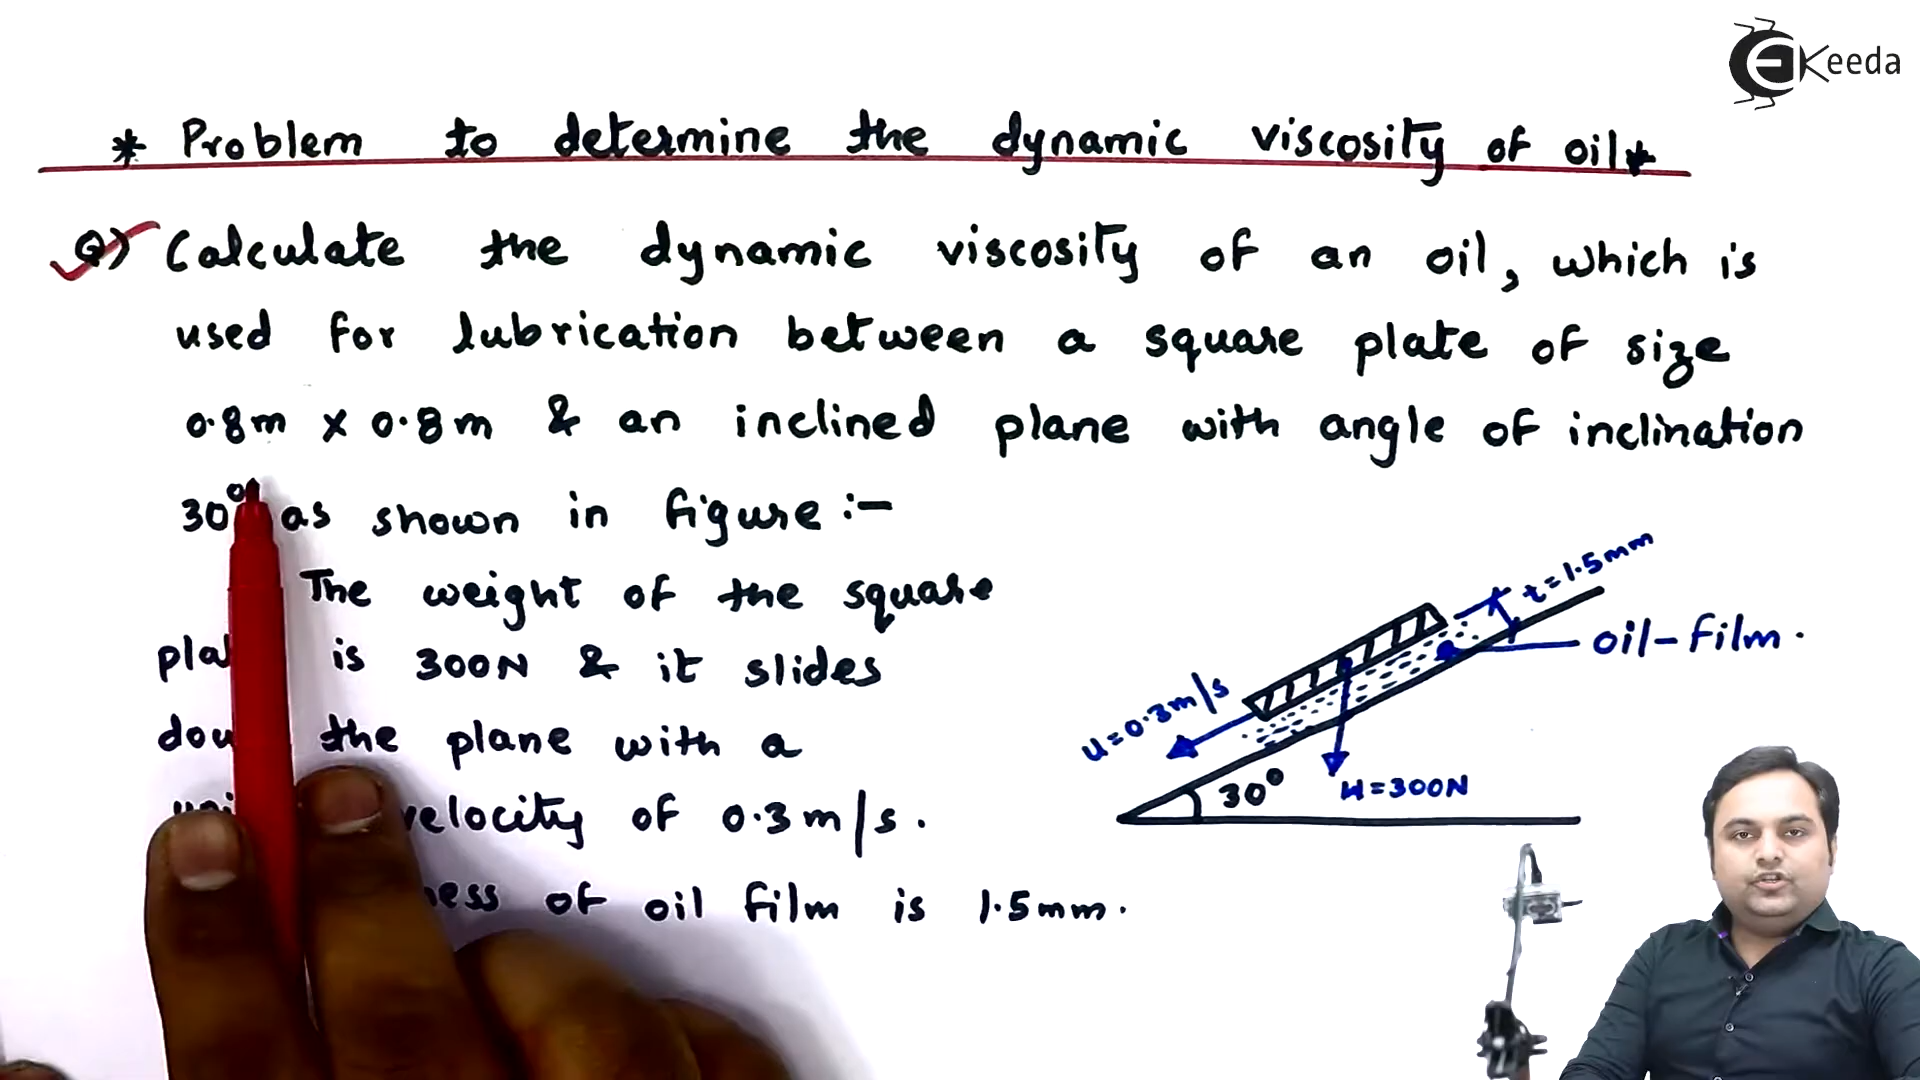 EKeeda
* Problem to determine the dynamic viscosity of oil *
Q) Calculate the dynamic viscosity of an oil, which is
used for lubrication between a square plate of size
0.8m x 0.8m & an inclined plane with angle of inclination
30° as shown in figure :-
The weight of the square
is 300N & it slides
the plane with a
velocity of 0.3m/s.
of oil film is 1.5mm.
t=1.5mm
oil-film.
u=0.3m/s
30°
W=300N